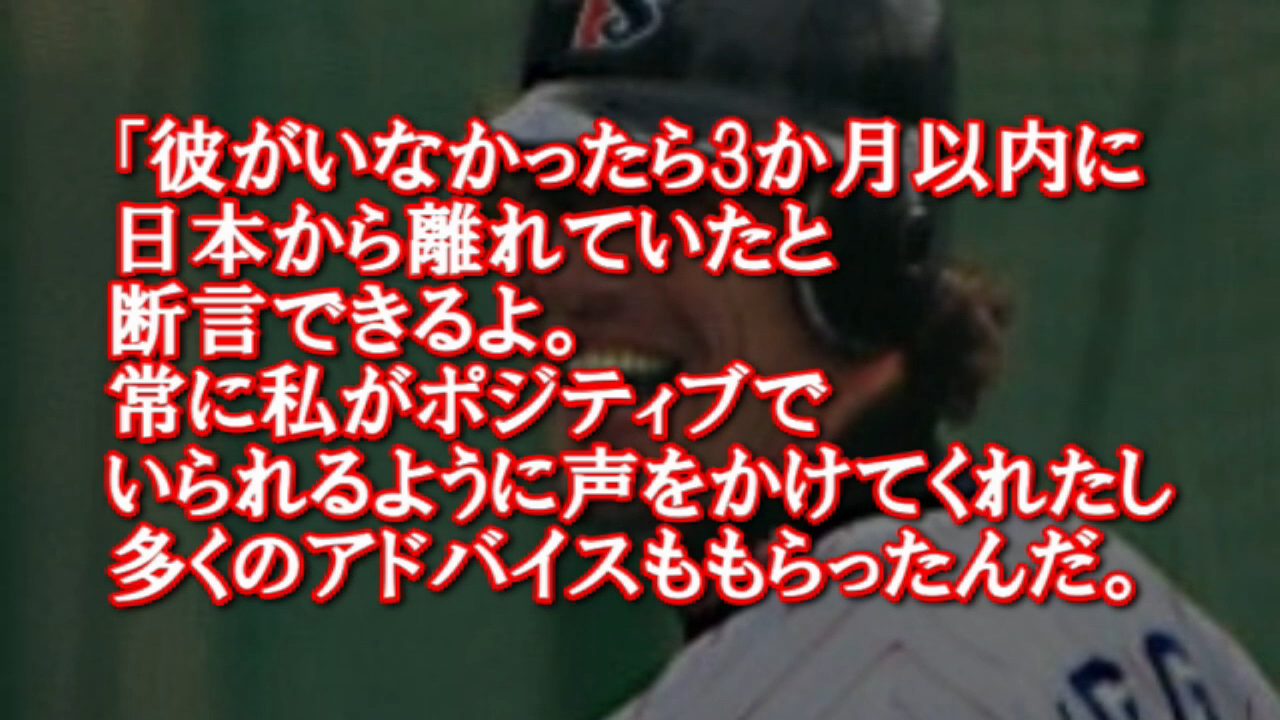 「彼がいなかったら3か月以内に
日本から離れていたと
断言できるよ。
常に私がポジティブで
いられるように声をかけてくれたし
多くのアドバイスももらったんだ。